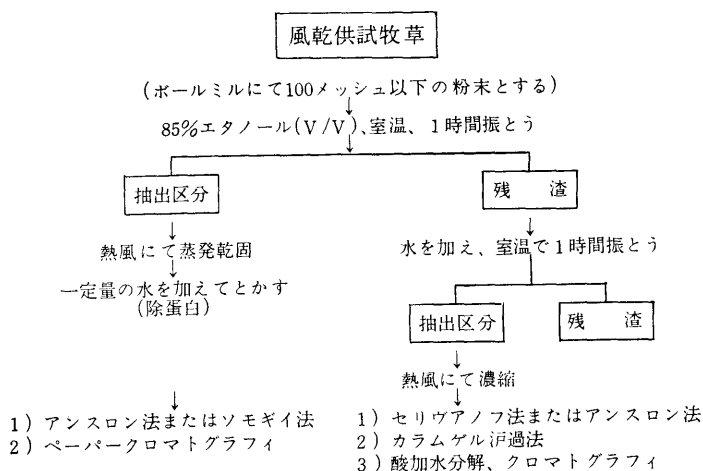 風乾供試牧草
(ボールミルにて100メッシュ以下の粉末とする)
85%エタノール(V/V)、室温、1時間振とう
抽出区分
残 渣
熱風にて蒸発乾固
水を加え、室温で1時間振とう
一定量の水を加えてとかす
(除蛋白)
抽出区分
残 渣
熱風にて濃縮
1)アンスロン法またはソモギイ法
2)ペーパークロマトグラフィ
1)セリヴアノフ法またはアンスロン法
2)カラムゲル沪過法
3)酸加水分解、クロマトグラフィ